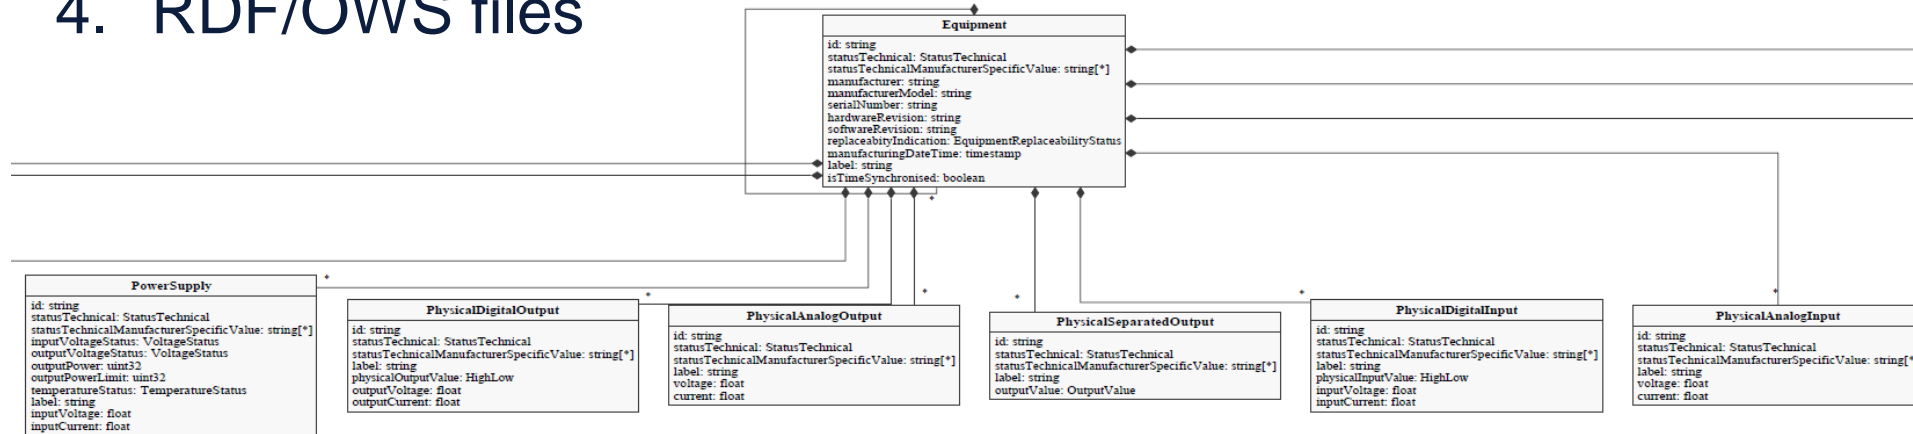 4. RDF/OWS files
Equipment
id: string
statusTechnical: StatusTechnical
statusTechnicalManufacturerSpecificValue: string[*]
manufacturer: string
manufacturerModel: string
serialNumber: string
hardwareRevision: string
softwareRevision: string
replaceabityIndication: EquipmentReplaceabilityStatus
manufacturingDateTime: timestamp
label: string
isTimeSynchronised: boolean
*
*
PowerSupply
id: string
statusTechnical: StatusTechnical
statusTechnicalManufacturerSpecificValue: string[*]
inputVoltageStatus: VoltageStatus
outputVoltageStatus: VoltageStatus
outputPower: uint32
outputPowerLimit: uint32
temperatureStatus: TemperatureStatus
label: string
inputVoltage: float
inputCurrent: float
*
PhysicalDigitalOutput
id: string
statusTechnical: StatusTechnical
statusTechnicalManufacturerSpecificValue: string[*]
label: string
physicalOutputValue: HighLow
outputVoltage: float
outputCurrent: float
*
PhysicalAnalogOutput
id: string
statusTechnical: StatusTechnical
statusTechnicalManufacturerSpecificValue: string[*]
label: string
voltage: float
current: float
*
PhysicalSeparatedOutput
id: string
statusTechnical: StatusTechnical
statusTechnicalManufacturerSpecificValue: string[*]
label: string
outputValue: OutputValue
*
PhysicalDigitalInput
id: string
statusTechnical: StatusTechnical
statusTechnicalManufacturerSpecificValue: string[*]
label: string
physicalInputValue: HighLow
inputVoltage: float
inputCurrent: float
*
PhysicalAnalogInput
id: string
statusTechnical: StatusTechnical
statusTechnicalManufacturerSpecificValue: string[*
label: string
voltage: float
current: float